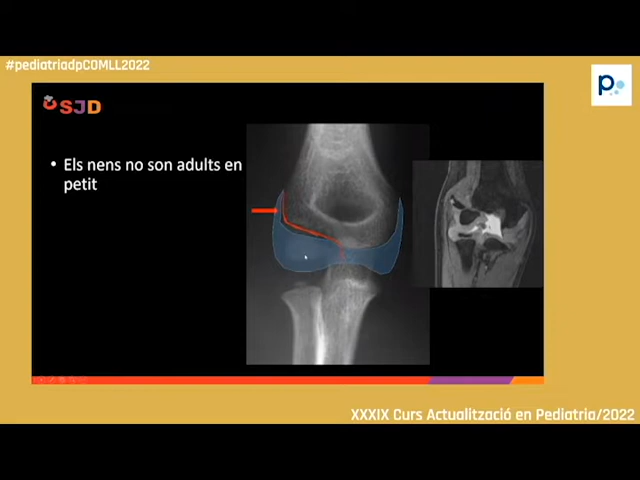 #pediatriadpCOMLL2022
p
SJD
• Els nens no son adults en
petit
XXXIX Curs Actualització en Pediatria/2022